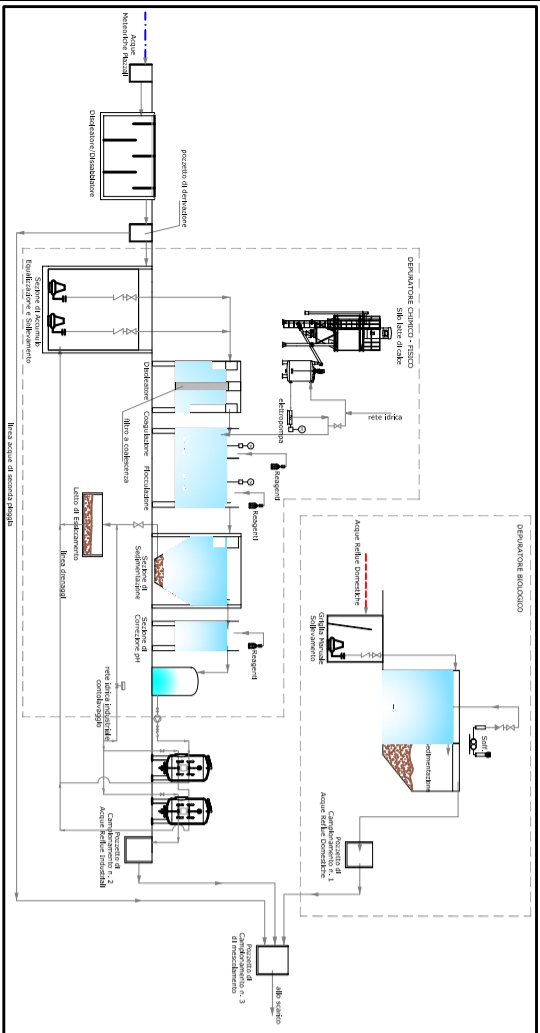 Acque
Meteoriche Piazzali
Disoleatore/Dissabbiatore
pozzetto di derivazione
Sezione di Accumulo
Equalizzazione e Sollevamento
DEPURATORE CHIMICO - FISICO
Silo latte di calce
elettropompa
rete idrica
Disoleatore
filtro a coalescenza
Coagulazione
Flocculazione
Reagenti
Reagenti
Letto di Essiccamento
linea drenaggi
linea acque di seconda pioggia
Sezione di
Sedimentazione
Sezione di
Correzione pH
Reagenti
rete idrica industriale
contolavaggio
Pozzetto di
Campionamento n. 2
Acque Reflue Industriali
DEPURATORE BIOLOGICO
Acque Reflue Domestiche
Griglia Manuale
Sollevamento
Soff.
sedimentazione
Pozzetto di
Campionamento n. 1
Acque Reflue Domestiche
Pozzetto di
Campionamento n. 3
di mescolamento
allo scarico